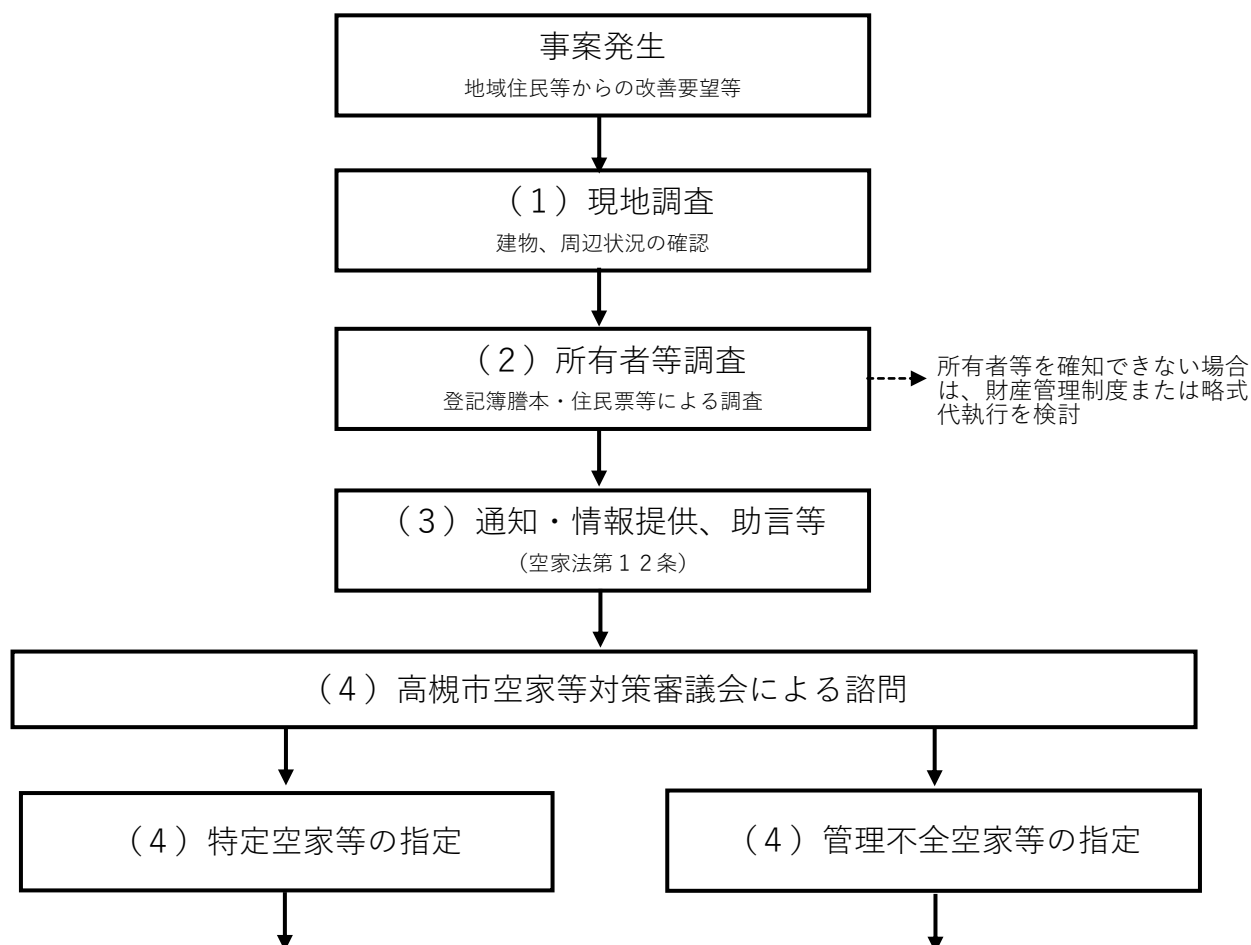 事案発生
地域住民等からの改善要望等
（１）現地調査
建物、周辺状況の確認
（２）所有者等調査
登記簿謄本・住民票等による調査
所有者等を確知できない場合
は、財産管理制度または略式
代執行を検討
（３）通知・情報提供、助言等
(空家法第１２条)
（４）高槻市空家等対策審議会による諮問
（４）特定空家等の指定
（４）管理不全空家等の指定